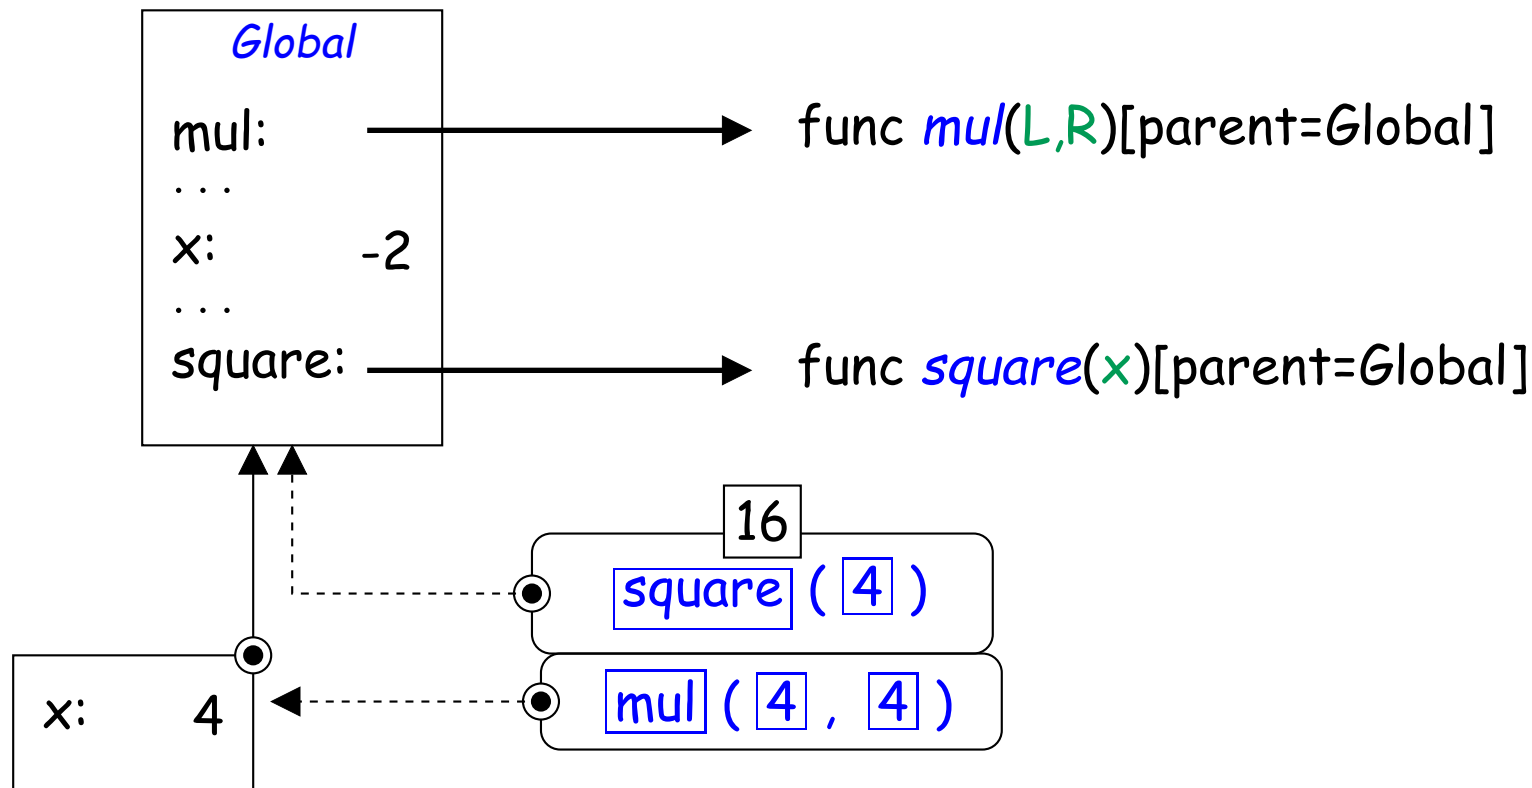 Global
mul: func mul(L,R)[parent=Global]
. . .
x: -2
. . .
square: func square(x)[parent=Global]
16
square ( 4 )
mul ( 4 , 4 )
x: 4